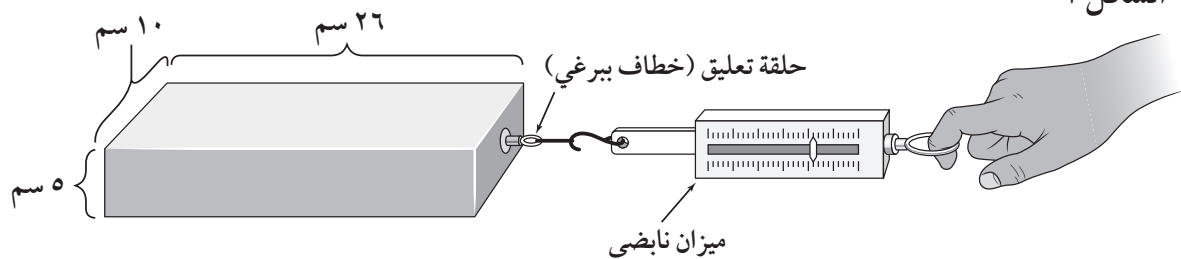 ١٠ سم
٢٦ سم
حلقة تعليق (خطاف ببرغي)
٥ سم
ميزان نابضي